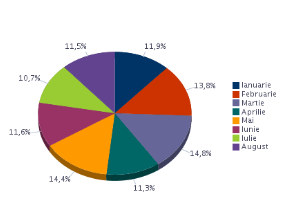 11,5%
11,9%
10,7%
13,8%
11,6%
14,8%
14,4%
11,3%
Ianuarie
Februarie
Martie
Aprilie
Mai
Iunie
Iulie
August